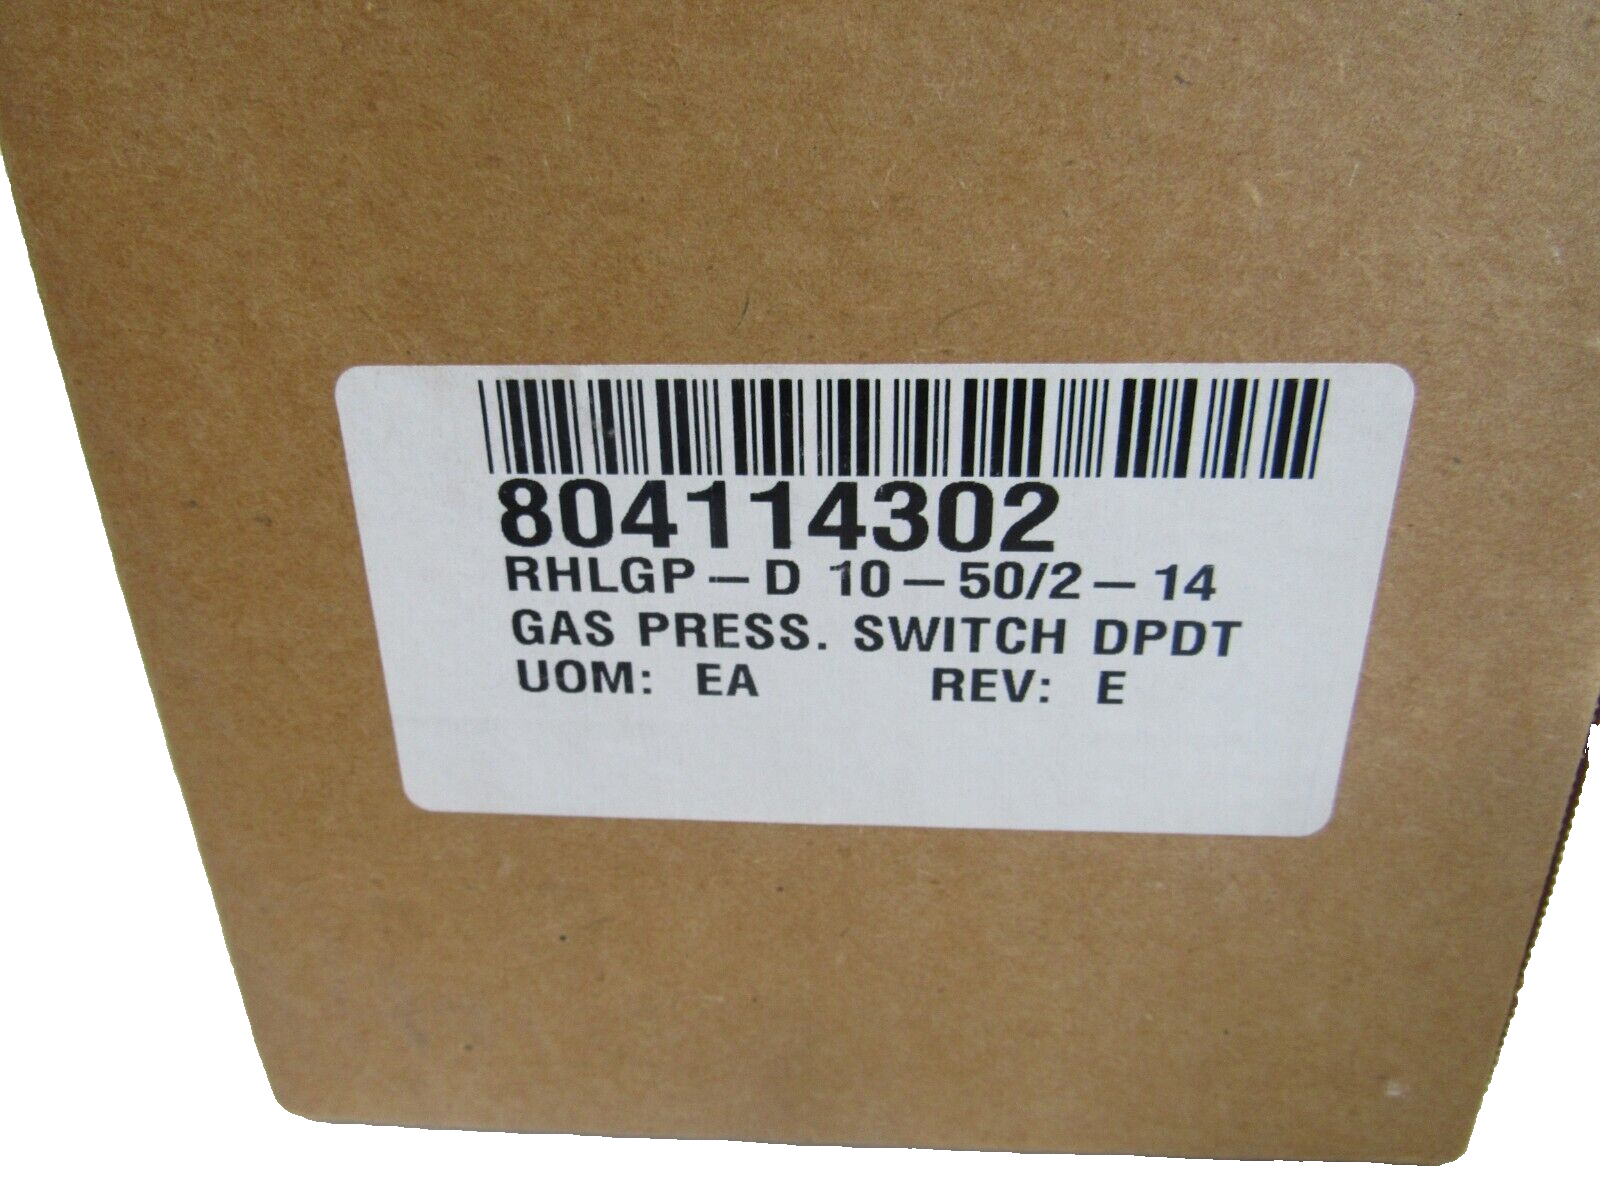 804114302
RHLGP-D 10-50/2-14
GAS PRESS. SWITCH DPDT
UOM: EA REV: E